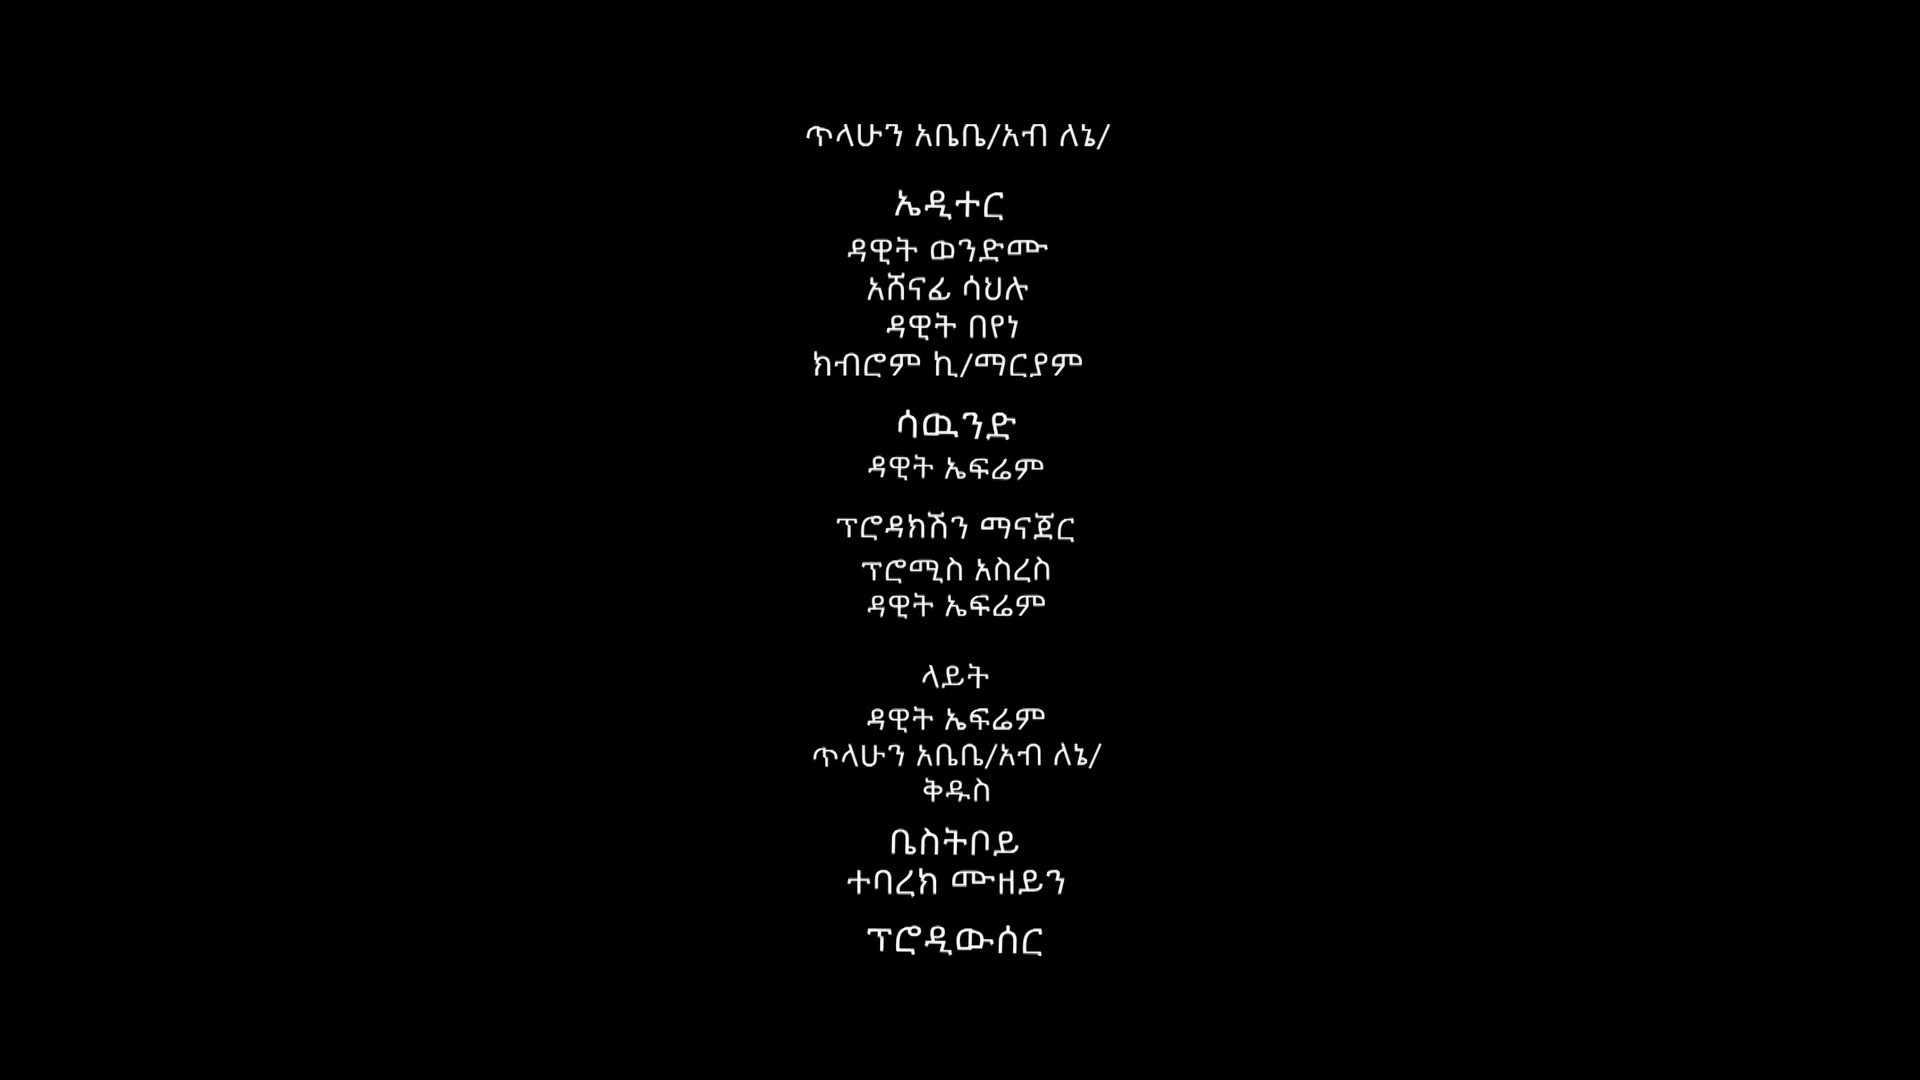 ጥላሁን አቤቤ/አብ ለኔ/
ኤዲተር
ዳዊት ወንድሙ
አሸናፊ ሳህሉ
ዳዊት በየነ
ክብሮም ኪ/ማርያም
ሳዉንድ
ዳዊት ኤፍሬም
ፕሮዳክሽን ማናጀር
ፕሮሚስ አስረስ
ዳዊት ኤፍሬም
ላይት
ዳዊት ኤፍሬም
ጥላሁን አቤቤ/አብ ለኔ/
ቅዱስ
ቤስትቦይ
ተባረክ ሙዘይን
ፕሮዲውሰር